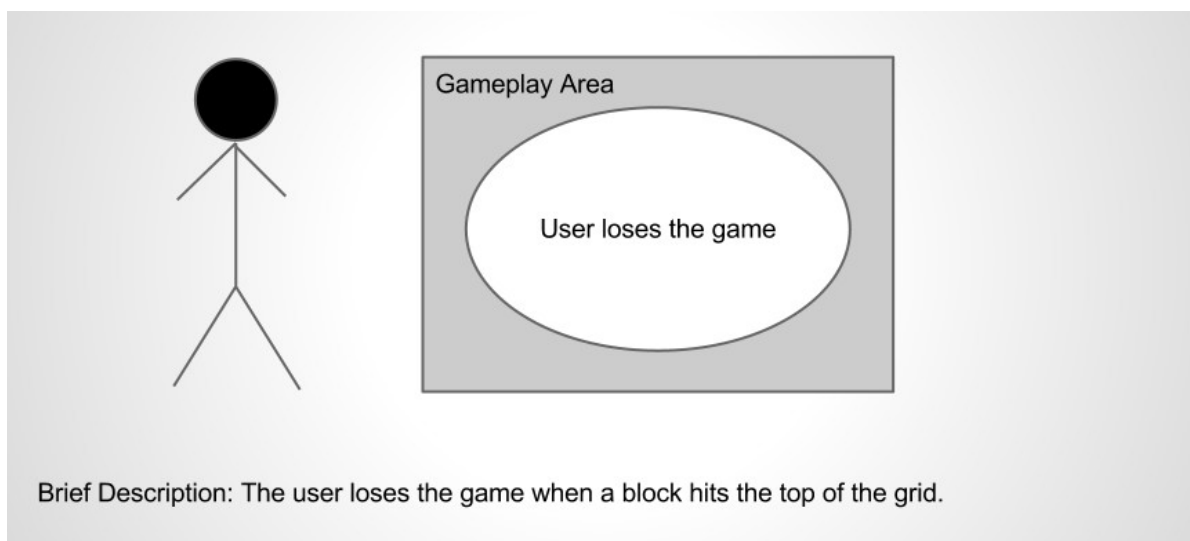 Gameplay Area
User loses the game
Brief Description: The user loses the game when a block hits the top of the grid.